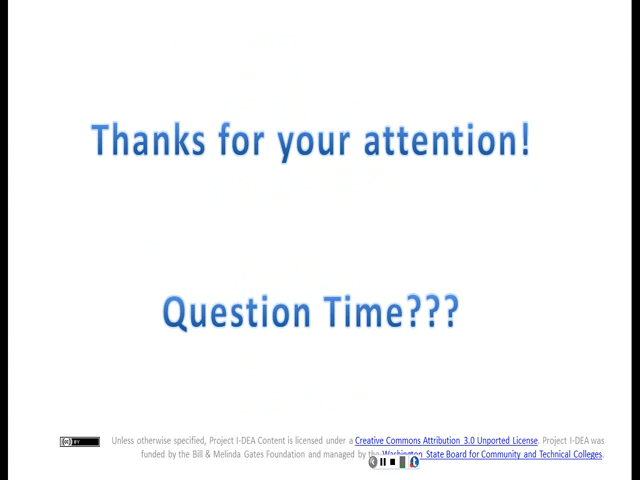 Thanks for your attention!
Question Time???
Unless otherwise specified, Project I-DEA Content is licensed under a Creative Commons Attribution 3.0 Unported License. Project I-DEA was
funded by the Bill & Melinda Gates Foundation and managed by the Washington State Board for Community and Technical Colleges.
(cc) BY